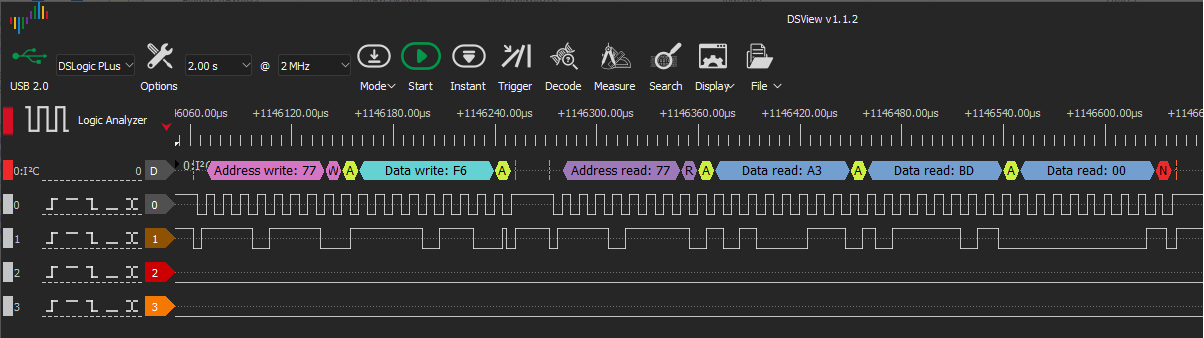 DSView v1.1.2
USB 2.0
DSLogic PLus
Options
2.00 s
@
2 MHz
Mode
Start
Instant
Trigger
Decode
Measure
Search
Display
File
Logic Analyzer
6060.00µs +1146120.00µs +1146180.00µs +1146240.00µs +1146300.00µs +1146360.00µs +1146420.00µs +1146480.00µs +1146540.00µs +1146600.00µs +11466
0:I²C 0 D 0:I²C Address write: 77 W A Data write: F6 A Address read: 77 R A Data read: A3 A Data read: BD A Data read: 00 N
0 0
1 1
2 2
3 3